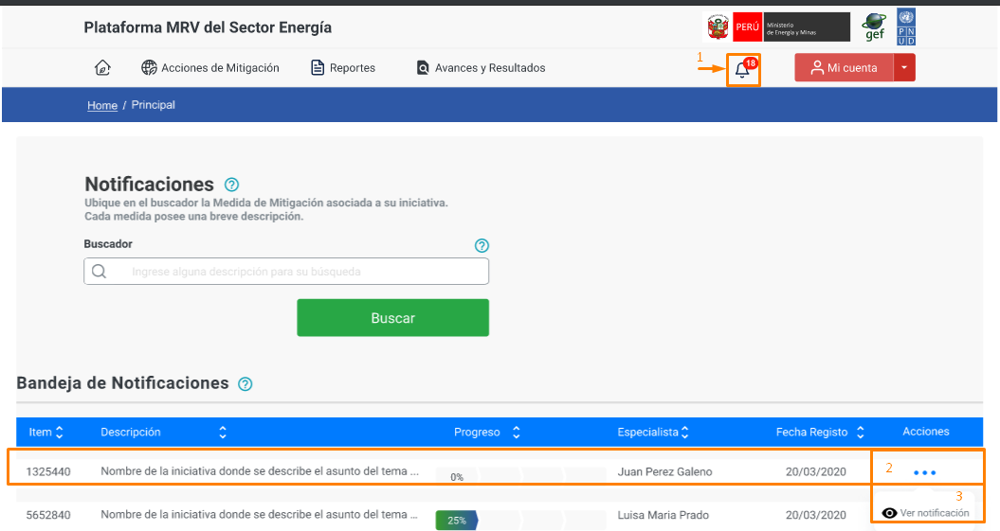 Plataforma MRV del Sector Energía
PERÚ
Ministerio
de Energía y Minas
gef
P N
U D
Acciones de Mitigación
Reportes
Avances y Resultados
1
18
Mi cuenta
Home / Principal
Notificaciones ?
Ubique en el buscador la Medida de Mitigación asociada a su iniciativa.
Cada medida posee una breve descripción.
Buscador ?
Ingrese alguna descripción para su búsqueda
Buscar
Bandeja de Notificaciones ?
Item Descripción Progreso Especialista Fecha Registo Acciones
1325440 Nombre de la iniciativa donde se describe el asunto del tema ... 0% Juan Perez Galeno 20/03/2020 2 ...
3
5652840 Nombre de la iniciativa donde se describe el asunto del tema ... 25% Luisa Maria Prado 20/03/2020 Ver notificación